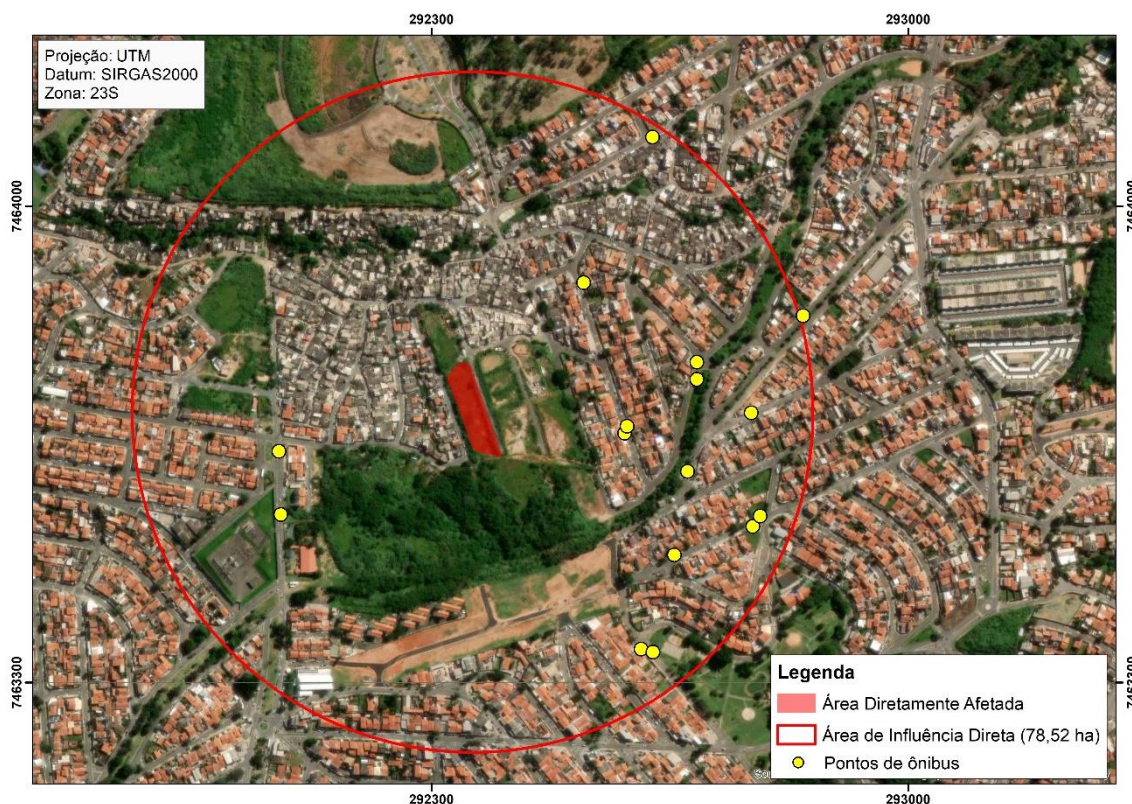 292300
293000
Projeção: UTM
Datum: SIRGAS2000
Zona: 23S
7464000
7464000
7463300
7463300
Legenda
Área Diretamente Afetada
Área de Influência Direta (78,52 ha)
Pontos de ônibus
292300
293000